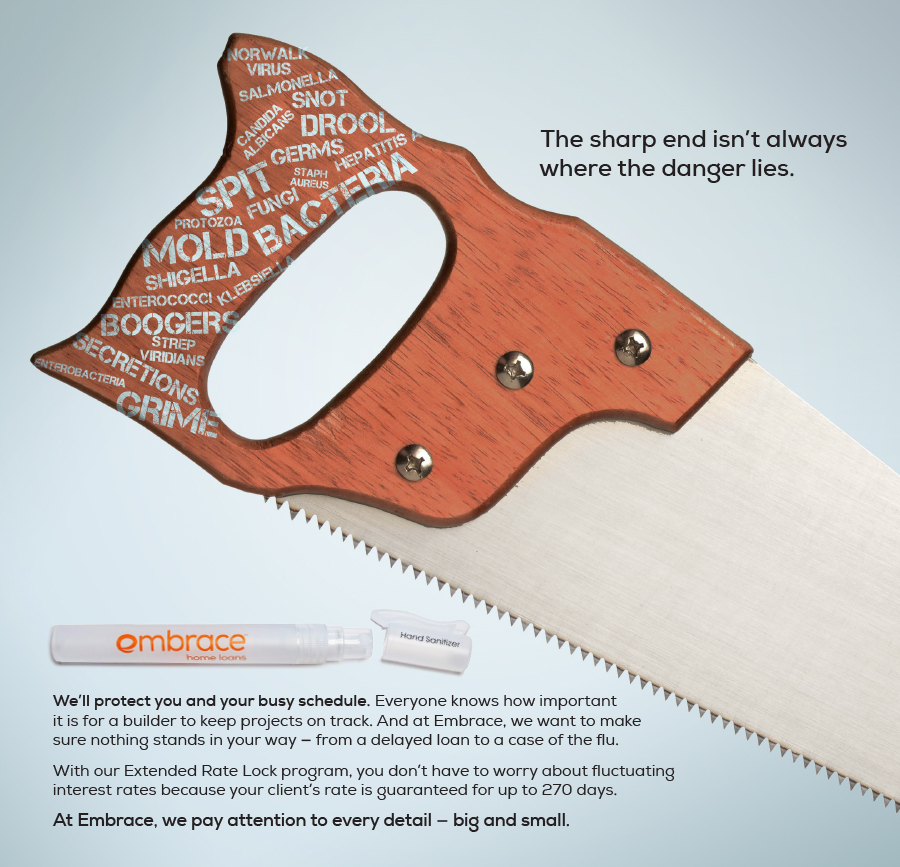 NORWALK
VIRUS
SALMONELLA
SNOT
CANDIDA
ALBICANS
DROOL
GERMS
HEPATITIS A
STAPH
AUREUS
SPIT
FUNGI
BACTERIA
PROTOZOA
MOLD
SHIGELLA
KLEBSIELLA
ENTEROCOCCI
BOOGERS
STREP
VIRIDIANS
SECRETIONS
ENTEROBACTERIA
GRIME
The sharp end isn't always
where the danger lies.
embrace
home loans
Hand Sanitizer
We'll protect you and your busy schedule. Everyone knows how important
it is for a builder to keep projects on track. And at Embrace, we want to make
sure nothing stands in your way – from a delayed loan to a case of the flu.
With our Extended Rate Lock program, you don't have to worry about fluctuating
interest rates because your client's rate is guaranteed for up to 270 days.
At Embrace, we pay attention to every detail – big and small.